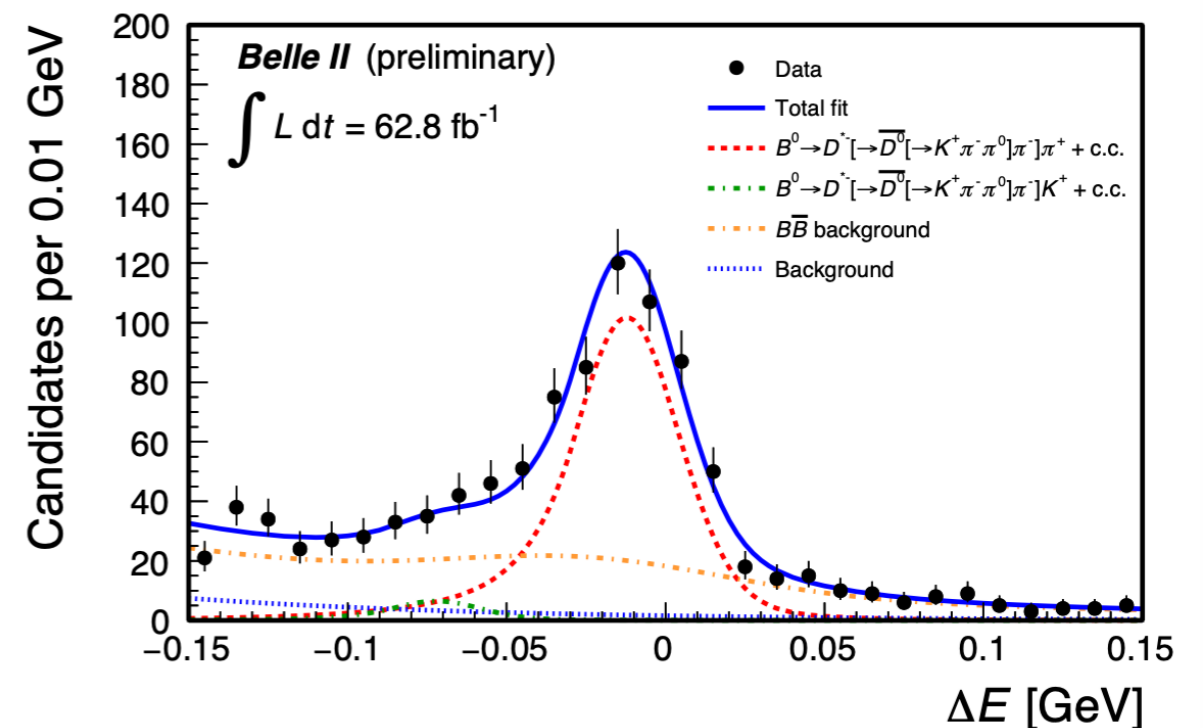 Candidates per 0.01 GeV
200
180
160
140
120
100
80
60
40
20
0
Belle II (preliminary)
∫ L dt = 62.8 fb⁻¹
Data
Total fit
B⁰→D*⁻[→D̅⁰[→K⁺π⁻π⁰]π⁻]π⁺ + c.c.
B⁰→D*⁻[→D̅⁰[→K⁺π⁻π⁰]π⁻]K⁺ + c.c.
BB̅ background
Background
−0.15 −0.1 −0.05 0 0.05 0.1 0.15
ΔE [GeV]